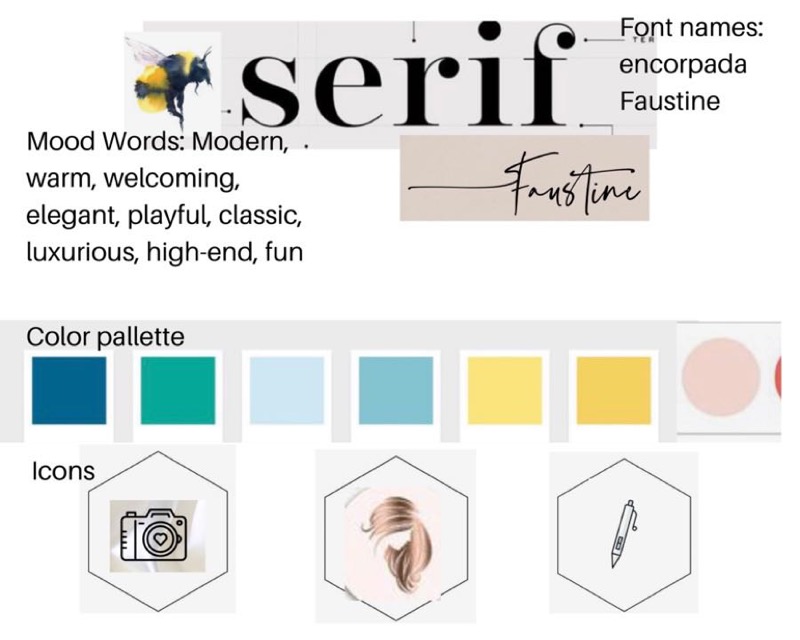 serif
TER
Font names:
encorpada
Faustine
Mood Words: Modern,
warm, welcoming,
elegant, playful, classic,
luxurious, high-end, fun
Faustine
Color pallette
Icons